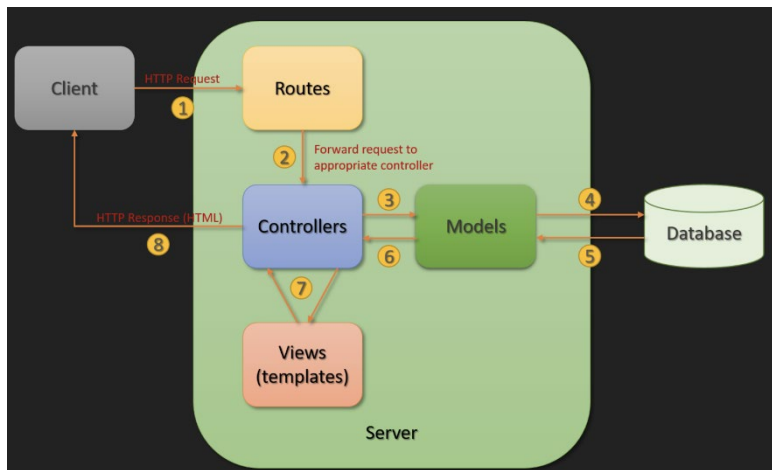 Client
HTTP Request
1
Routes
2
Forward request to
appropriate controller
HTTP Response (HTML)
8
Controllers
3
6
Models
4
5
Database
7
Views
(templates)
Server